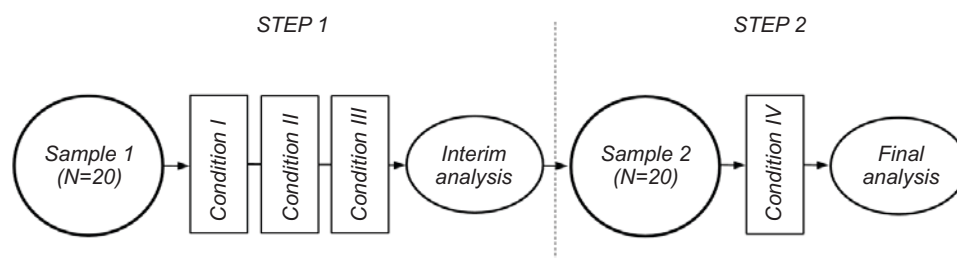 STEP 1
STEP 2
Sample 1
(N=20)
Condition I
Condition II
Condition III
Interim
analysis
Sample 2
(N=20)
Condition IV
Final
analysis